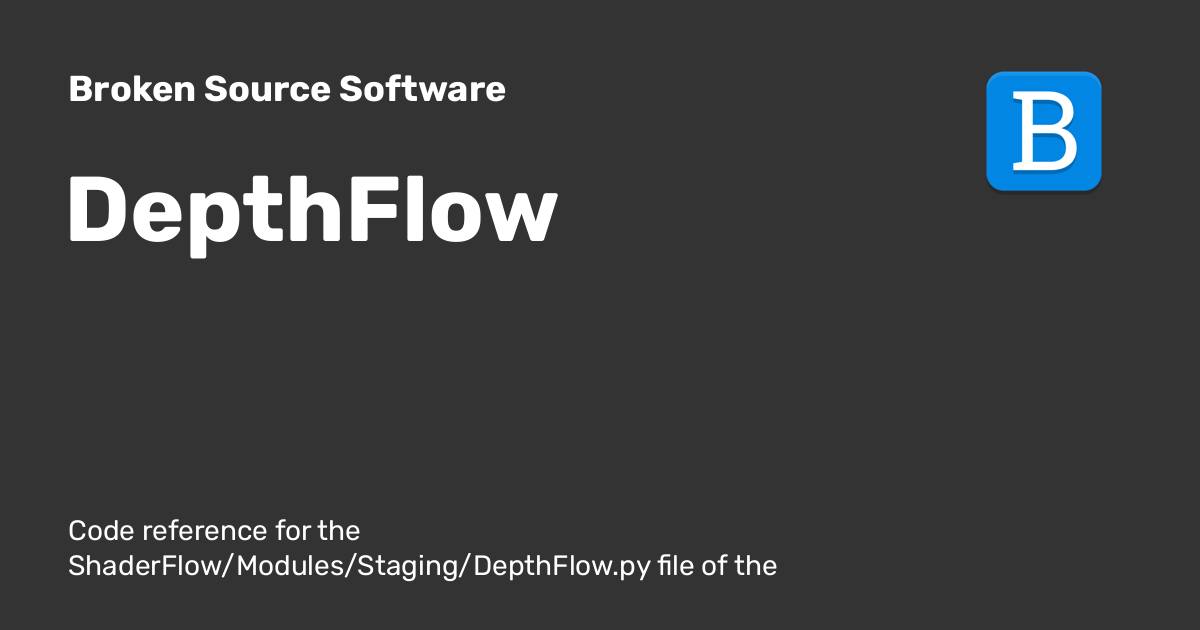 Broken Source Software
B
DepthFlow
Code reference for the
ShaderFlow/Modules/Staging/DepthFlow.py file of the